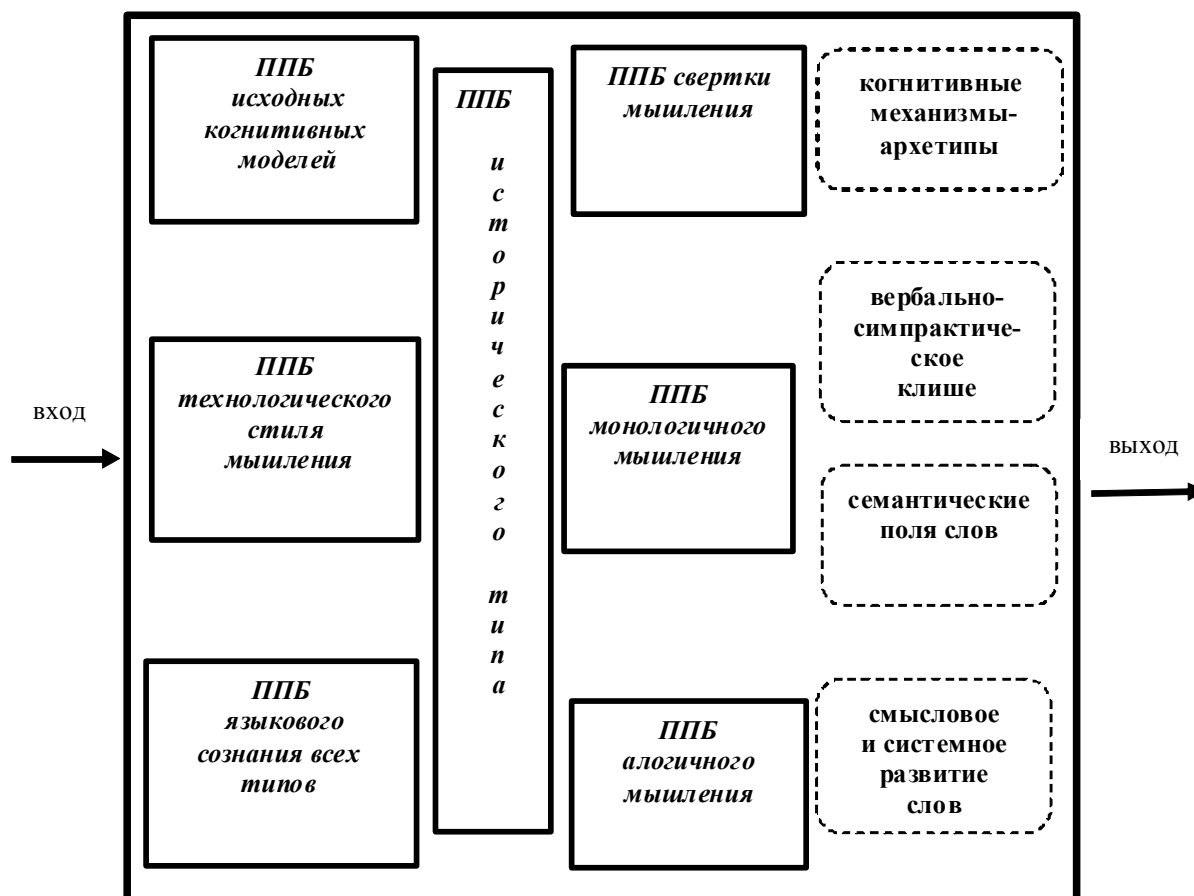 вход
ППБ
исходных
когнитивных
моделей
ППБ
технологического
стиля
мышления
ППБ
языкового
сознания всех
типов
ППБ
и
с
т
о
р
и
ч
е
с
к
о
г
о
т
и
п
а
ППБ свертки
мышления
ППБ
монологичного
мышления
ППБ
алогичного
мышления
когнитивные
механизмы-
архетипы
вербально-
симпрактиче-
ское
клише
семантические
поля слов
смысловое
и системное
развитие
слов
выход